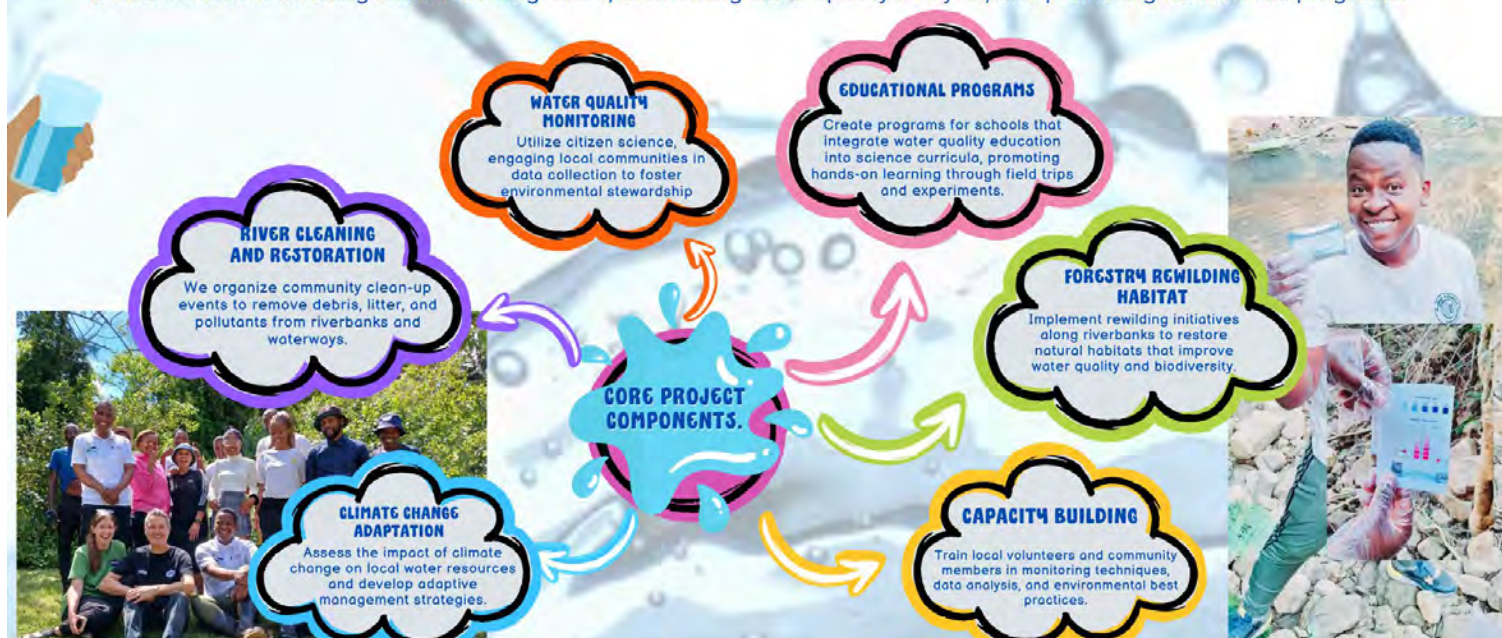 WATER QUALITY
MONITORING
Utilize citizen science,
engaging local communities in
data collection to foster
environmental stewardship
EDUCATIONAL PROGRAMS
Create programs for schools that
integrate water quality education
into science curricula, promoting
hands-on learning through field trips
and experiments.
RIVER CLEANING
AND RESTORATION
We organize community clean-up
events to remove debris, litter, and
pollutants from riverbanks and
waterways.
FORESTRY REWILDING
HABITAT
Implement rewilding initiatives
along riverbanks to restore
natural habitats that improve
water quality and biodiversity.
CORE PROJECT
COMPONENTS.
CLIMATE CHANGE
ADAPTATION
Assess the impact of climate
change on local water resources
and develop adaptive
management strategies.
CAPACITY BUILDING
Train local volunteers and community
members in monitoring techniques,
data analysis, and environmental best
practices.